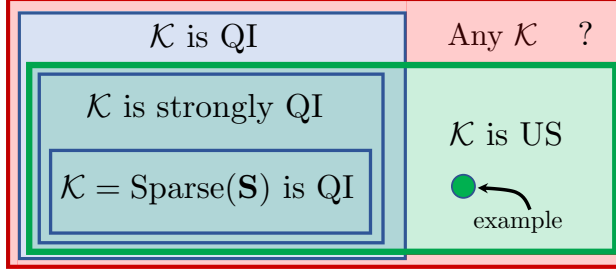 𝒦 is QI
Any 𝒦 ?
𝒦 is strongly QI
𝒦 is US
𝒦 = Sparse(𝐒) is QI
example